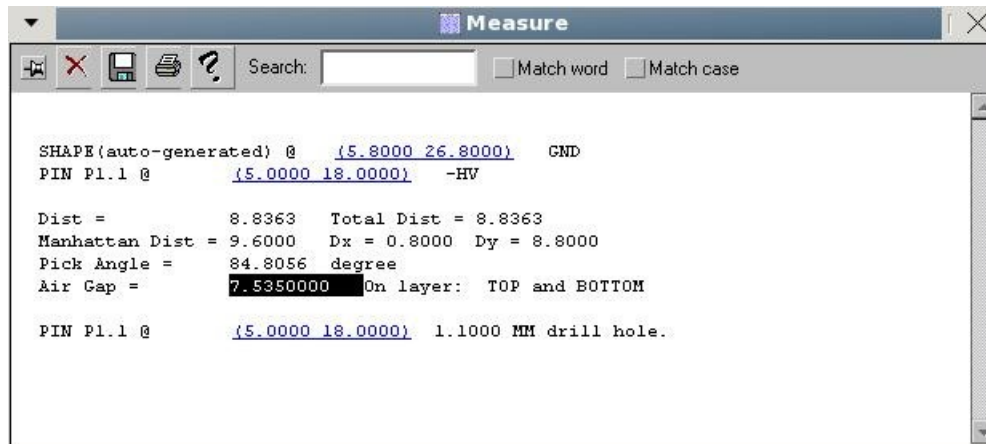 Measure
Search: Match word Match case
SHAPE(auto-generated) @ (5.8000 26.8000) GND
PIN P1.1 @ (5.0000 18.0000) -HV
Dist = 8.8363 Total Dist = 8.8363
Manhattan Dist = 9.6000 Dx = 0.8000 Dy = 8.8000
Pick Angle = 84.8056 degree
Air Gap = 7.5350000 On layer: TOP and BOTTOM
PIN P1.1 @ (5.0000 18.0000) 1.1000 MM drill hole.